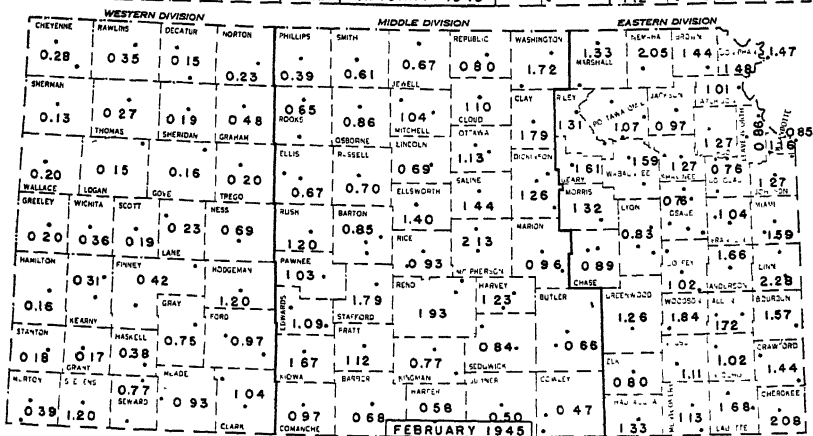 WESTERN DIVISION MIDDLE DIVISION EASTERN DIVISION
CHEYENNE RAWLINS DECATUR NORTON PHILLIPS SMITH REPUBLIC WASHINGTON
0.28 0 35 0 15 0.23 0.39 0.61 0.67 0 80 1.72 1.33 2.05 1 44 1.48 1.47
JEWELL MARSHALL
SHERMAN CLAY RILEY
0.13 0 27 0 19 0 48 0 65 0.86 1 04 1 10 1 79 1 31 1.07 0.97 1 01
THOMAS SHERIDAN GRAHAM ROOKS OSBORNE MITCHELL CLOUD
ELLIS RUSSELL LINCOLN OTTAWA DICKINSON
0.20 0 15 0.16 0 20 0.67 0.70 0 69 1.13 1 26 1 61 1.59 1.27 0 76 1.27 0.86 0.85 1 27
WALLACE LOGAN GOVE TREGO ELLSWORTH SALINE GEARY
GREELEY WICHITA SCOTT NESS RUSH BARTON MARION MORRIS LYON OSAGE MIAMI
0 20 0 36 0 19 0 23 0 69 1 20 0.85 1.40 1 44 1 32 0.83 0.76 1.04 1.59
LANE RICE
HAMILTON FINNEY HODGEMAN PAWNEE
0.16 0 31 0 42 1.20 1 03 0 93 2 13 0 96 0 89 1 02 1.66 2.28
MCPHERSON CHASE ANDERSON LINN
KEARNY GRAY FORD EDWARDS STAFFORD RENO HARVEY BUTLER GREENWOOD WOODSON BOURBON
0.75 0.97 1 09 1.79 1 93 1 23 0 66 1.26 1.84 1 72 1.57
STANTON GRANT HASKELL PRATT SEDGWICK ELK CRAWFORD
0 18 0 17 0.38 1 67 1 12 0.77 0 84 0 80 1.11 1.02 1.44
MORTON MEADE KIOWA BARBER KINGMAN COWLEY CHEROKEE
0 39 1.20 0.77 0 93 1 04 0 97 0 68 0 58 0.50 0 47 1 33 1 13 1 68 2 08
SEWARD CLARK COMANCHE HARPER
FEBRUARY 1945